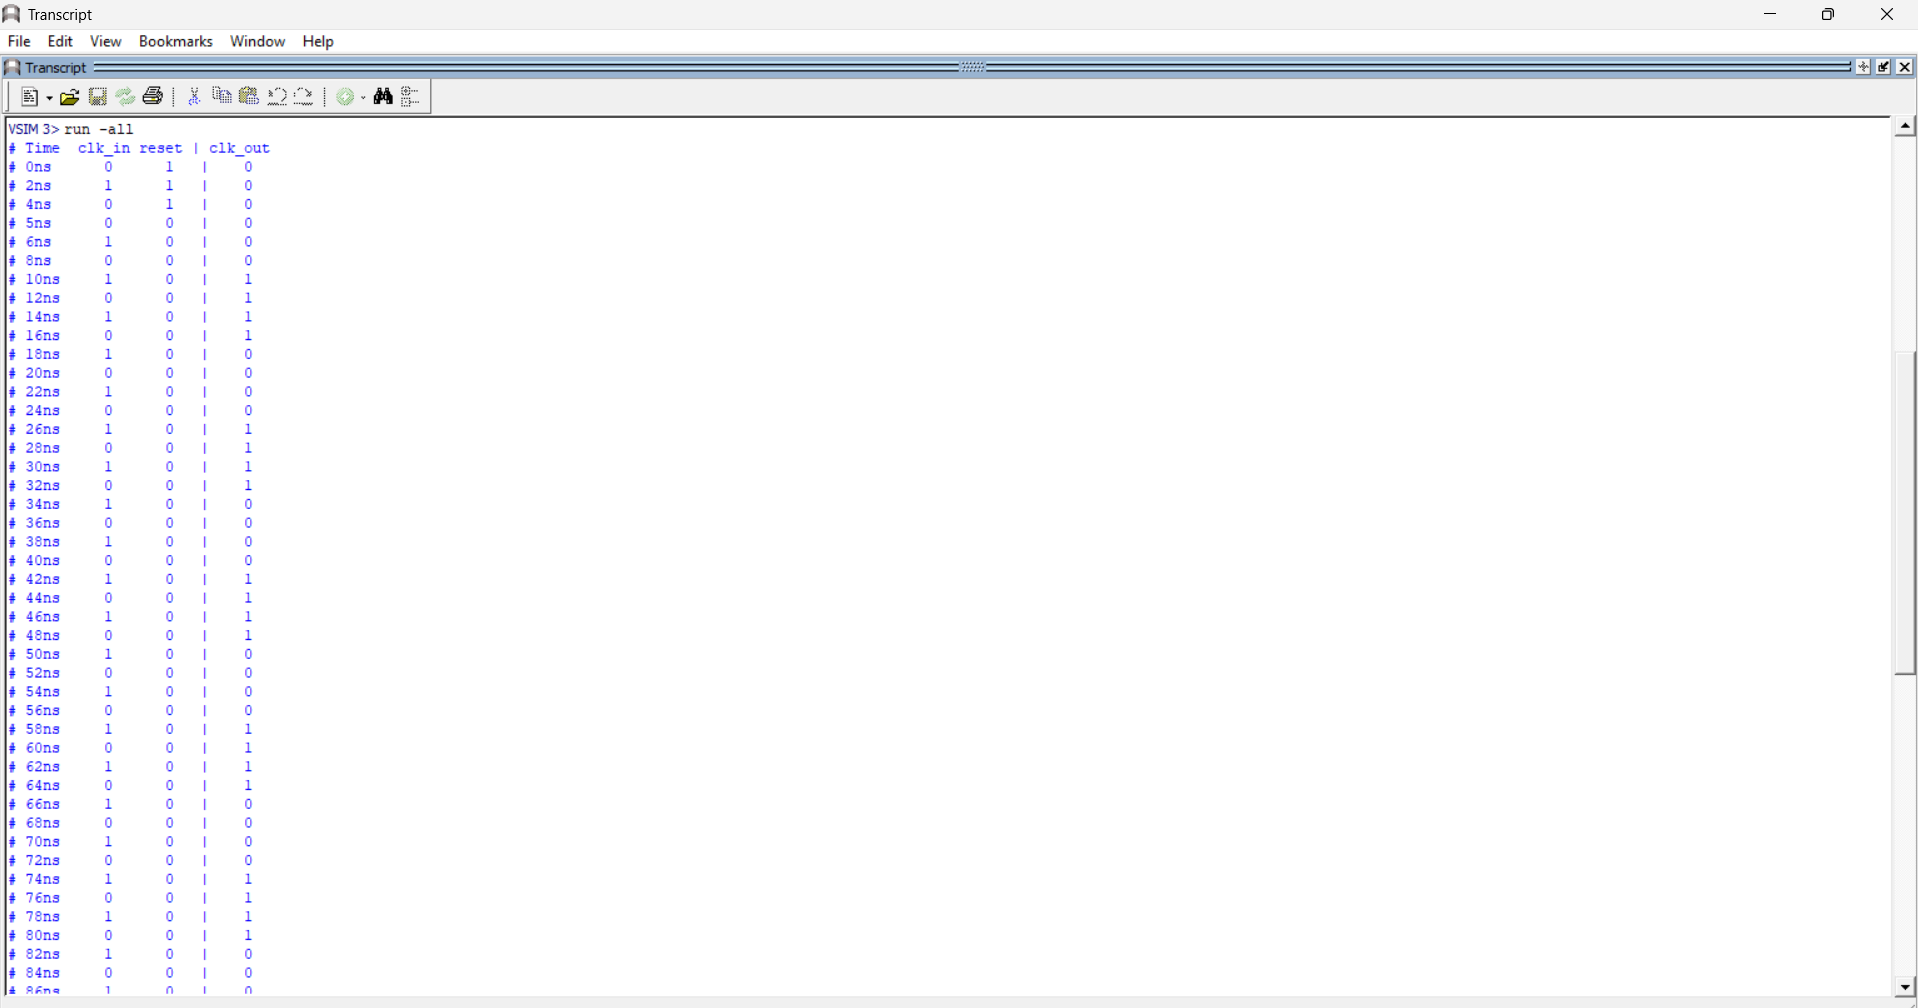 Transcript
File Edit View Bookmarks Window Help
Transcript
VSIM 3> run -all
# Time  clk_in reset | clk_out
# 0ns 0 1 | 0
# 2ns 1 1 | 0
# 4ns 0 1 | 0
# 5ns 0 0 | 0
# 6ns 1 0 | 0
# 8ns 0 0 | 0
# 10ns 1 0 | 1
# 12ns 0 0 | 1
# 14ns 1 0 | 1
# 16ns 0 0 | 1
# 18ns 1 0 | 0
# 20ns 0 0 | 0
# 22ns 1 0 | 0
# 24ns 0 0 | 0
# 26ns 1 0 | 1
# 28ns 0 0 | 1
# 30ns 1 0 | 1
# 32ns 0 0 | 1
# 34ns 1 0 | 0
# 36ns 0 0 | 0
# 38ns 1 0 | 0
# 40ns 0 0 | 0
# 42ns 1 0 | 1
# 44ns 0 0 | 1
# 46ns 1 0 | 1
# 48ns 0 0 | 1
# 50ns 1 0 | 0
# 52ns 0 0 | 0
# 54ns 1 0 | 0
# 56ns 0 0 | 0
# 58ns 1 0 | 1
# 60ns 0 0 | 1
# 62ns 1 0 | 1
# 64ns 0 0 | 1
# 66ns 1 0 | 0
# 68ns 0 0 | 0
# 70ns 1 0 | 0
# 72ns 0 0 | 0
# 74ns 1 0 | 1
# 76ns 0 0 | 1
# 78ns 1 0 | 1
# 80ns 0 0 | 1
# 82ns 1 0 | 0
# 84ns 0 0 | 0
# 86ns 1 0 | 0